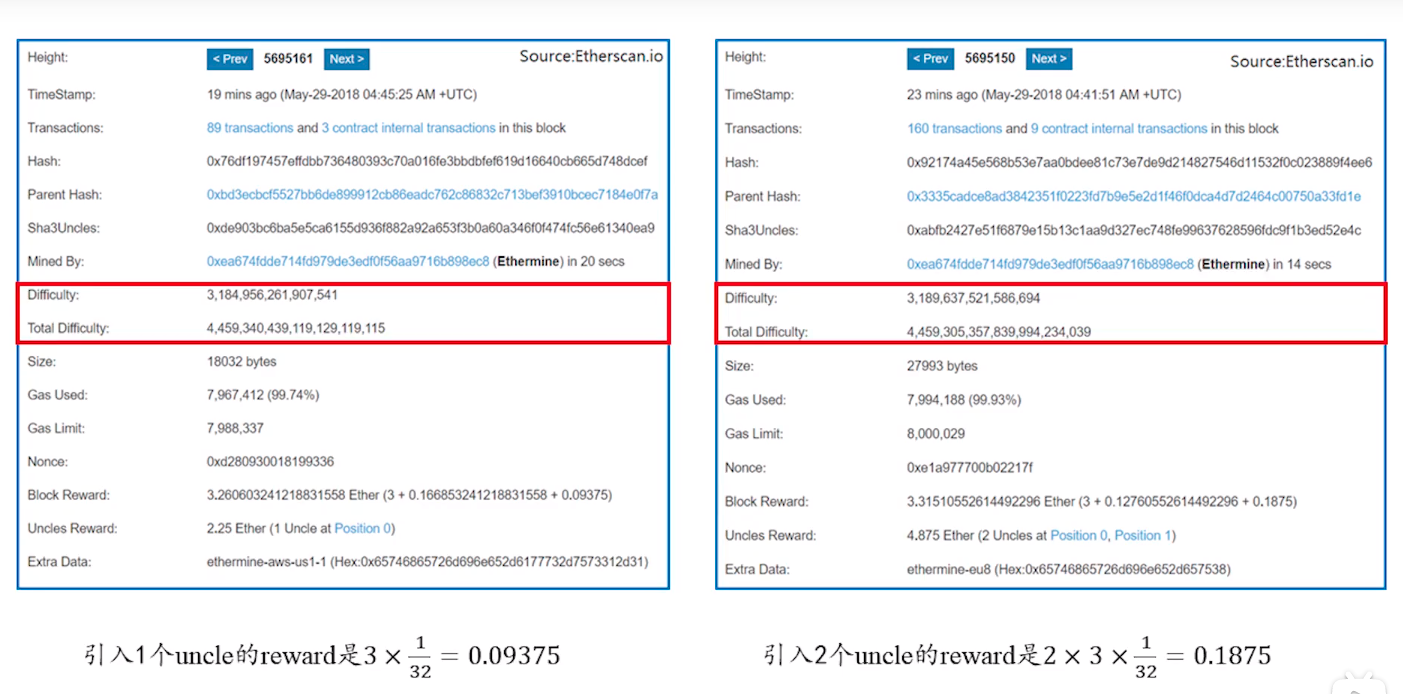 Height: < Prev 5695161 Next > Source:Etherscan.io
TimeStamp: 19 mins ago (May-29-2018 04:45:25 AM +UTC)
Transactions: 89 transactions and 3 contract internal transactions in this block
Hash: 0x76df197457effdbb736480393c70a016fe3bbdbfef619d16640cb665d748dcef
Parent Hash: 0xbd3ecbcf5527bb6de899912cb86eadc762c86832c713bef3910bcec7184e0f7a
Sha3Uncles: 0xde903bc6ba5e5ca6155d936f882a92a653f3b0a60a346f0f474fc56e61340ea9
Mined By: 0xea674fdde714fd979de3edf0f56aa9716b898ec8 (Ethermine) in 20 secs
Difficulty: 3,184,956,261,907,541
Total Difficulty: 4,459,340,439,119,129,119,115
Size: 18032 bytes
Gas Used: 7,967,412 (99.74%)
Gas Limit: 7,988,337
Nonce: 0xd280930018199336
Block Reward: 3.260603241218831558 Ether (3 + 0.166853241218831558 + 0.09375)
Uncles Reward: 2.25 Ether (1 Uncle at Position 0)
Extra Data: ethermine-aws-us1-1 (Hex:0x65746865726d696e652d6177732d7573312d31)
引入1个uncle的reward是3 × 1/32 = 0.09375
Height: < Prev 5695150 Next > Source:Etherscan.io
TimeStamp: 23 mins ago (May-29-2018 04:41:51 AM +UTC)
Transactions: 160 transactions and 9 contract internal transactions in this block
Hash: 0x92174a45e568b53e7aa0bdee81c73e7de9d214827546d11532f0c023889f4ee6
Parent Hash: 0x3335cadce8ad3842351f0223fd7b9e5e2d1f46f0dca4d7d2464c00750a33fd1e
Sha3Uncles: 0xabfb2427e51f6879e15b13c1aa9d327ec748fe99637628596fdc9f1b3ed52e4c
Mined By: 0xea674fdde714fd979de3edf0f56aa9716b898ec8 (Ethermine) in 14 secs
Difficulty: 3,189,637,521,586,694
Total Difficulty: 4,459,305,357,839,994,234,039
Size: 27993 bytes
Gas Used: 7,994,188 (99.93%)
Gas Limit: 8,000,029
Nonce: 0xe1a977700b02217f
Block Reward: 3.31510552614492296 Ether (3 + 0.12760552614492296 + 0.1875)
Uncles Reward: 4.875 Ether (2 Uncles at Position 0, Position 1)
Extra Data: ethermine-eu8 (Hex:0x65746865726d696e652d657538)
引入2个uncle的reward是2 × 3 × 1/32 = 0.1875